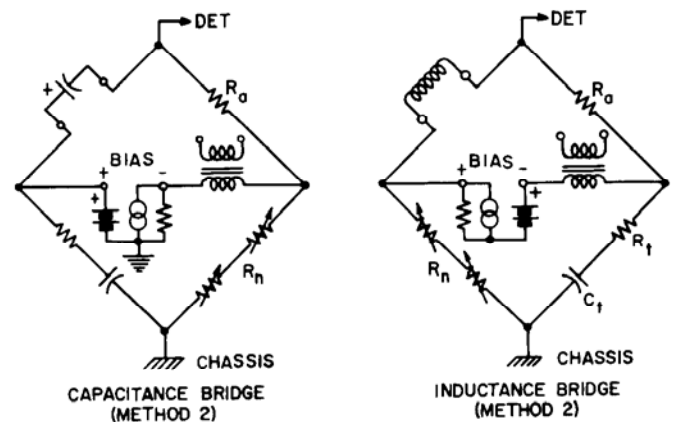 DET
+
Ra
BIAS
+
-
+
Rn
CHASSIS
CAPACITANCE BRIDGE
(METHOD 2)
DET
Ra
BIAS
+
-
+
Rn
Rt
Ct
CHASSIS
INDUCTANCE BRIDGE
(METHOD 2)